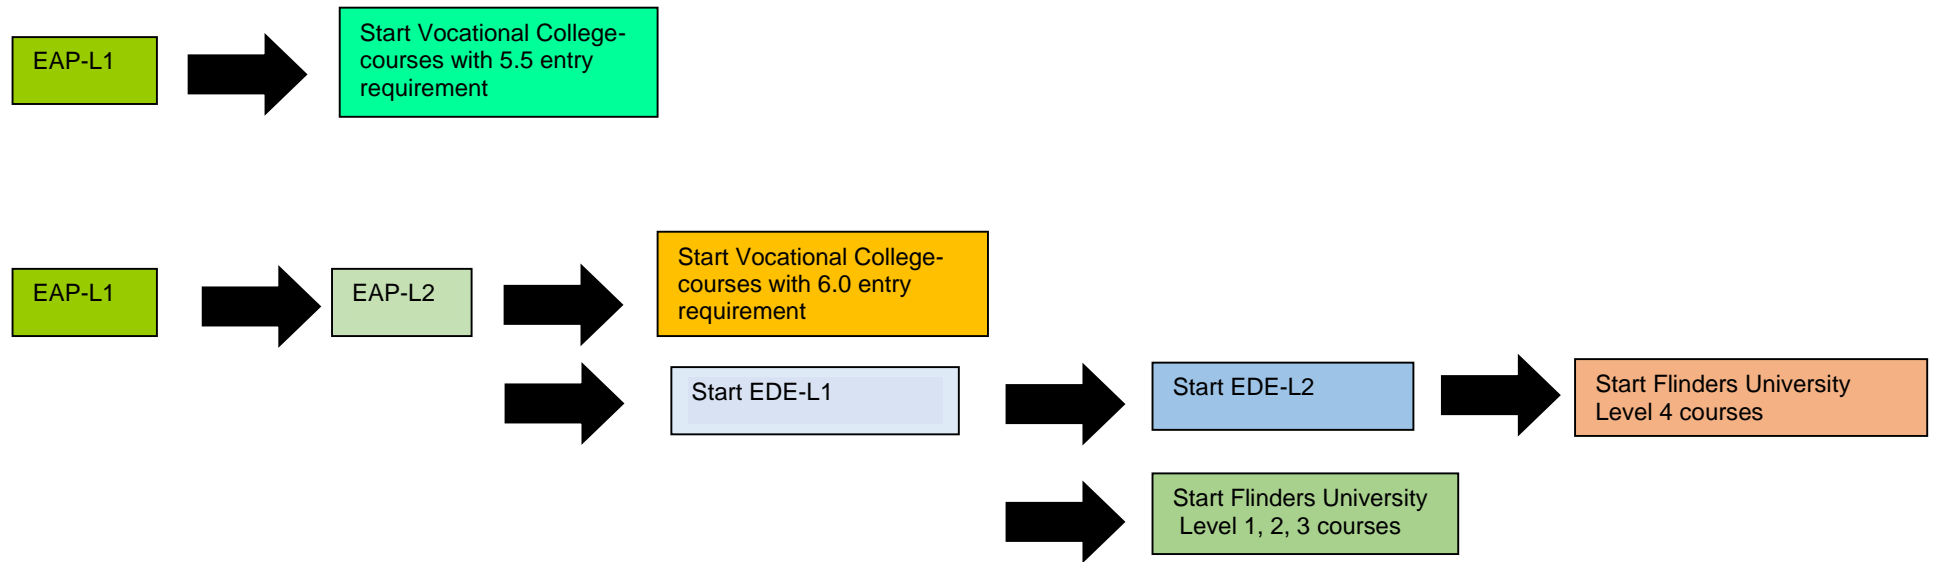 EAP-L1
Start Vocational College-
courses with 5.5 entry
requirement
EAP-L1
EAP-L2
Start Vocational College-
courses with 6.0 entry
requirement
Start EDE-L1
Start EDE-L2
Start Flinders University
Level 4 courses
Start Flinders University
Level 1, 2, 3 courses